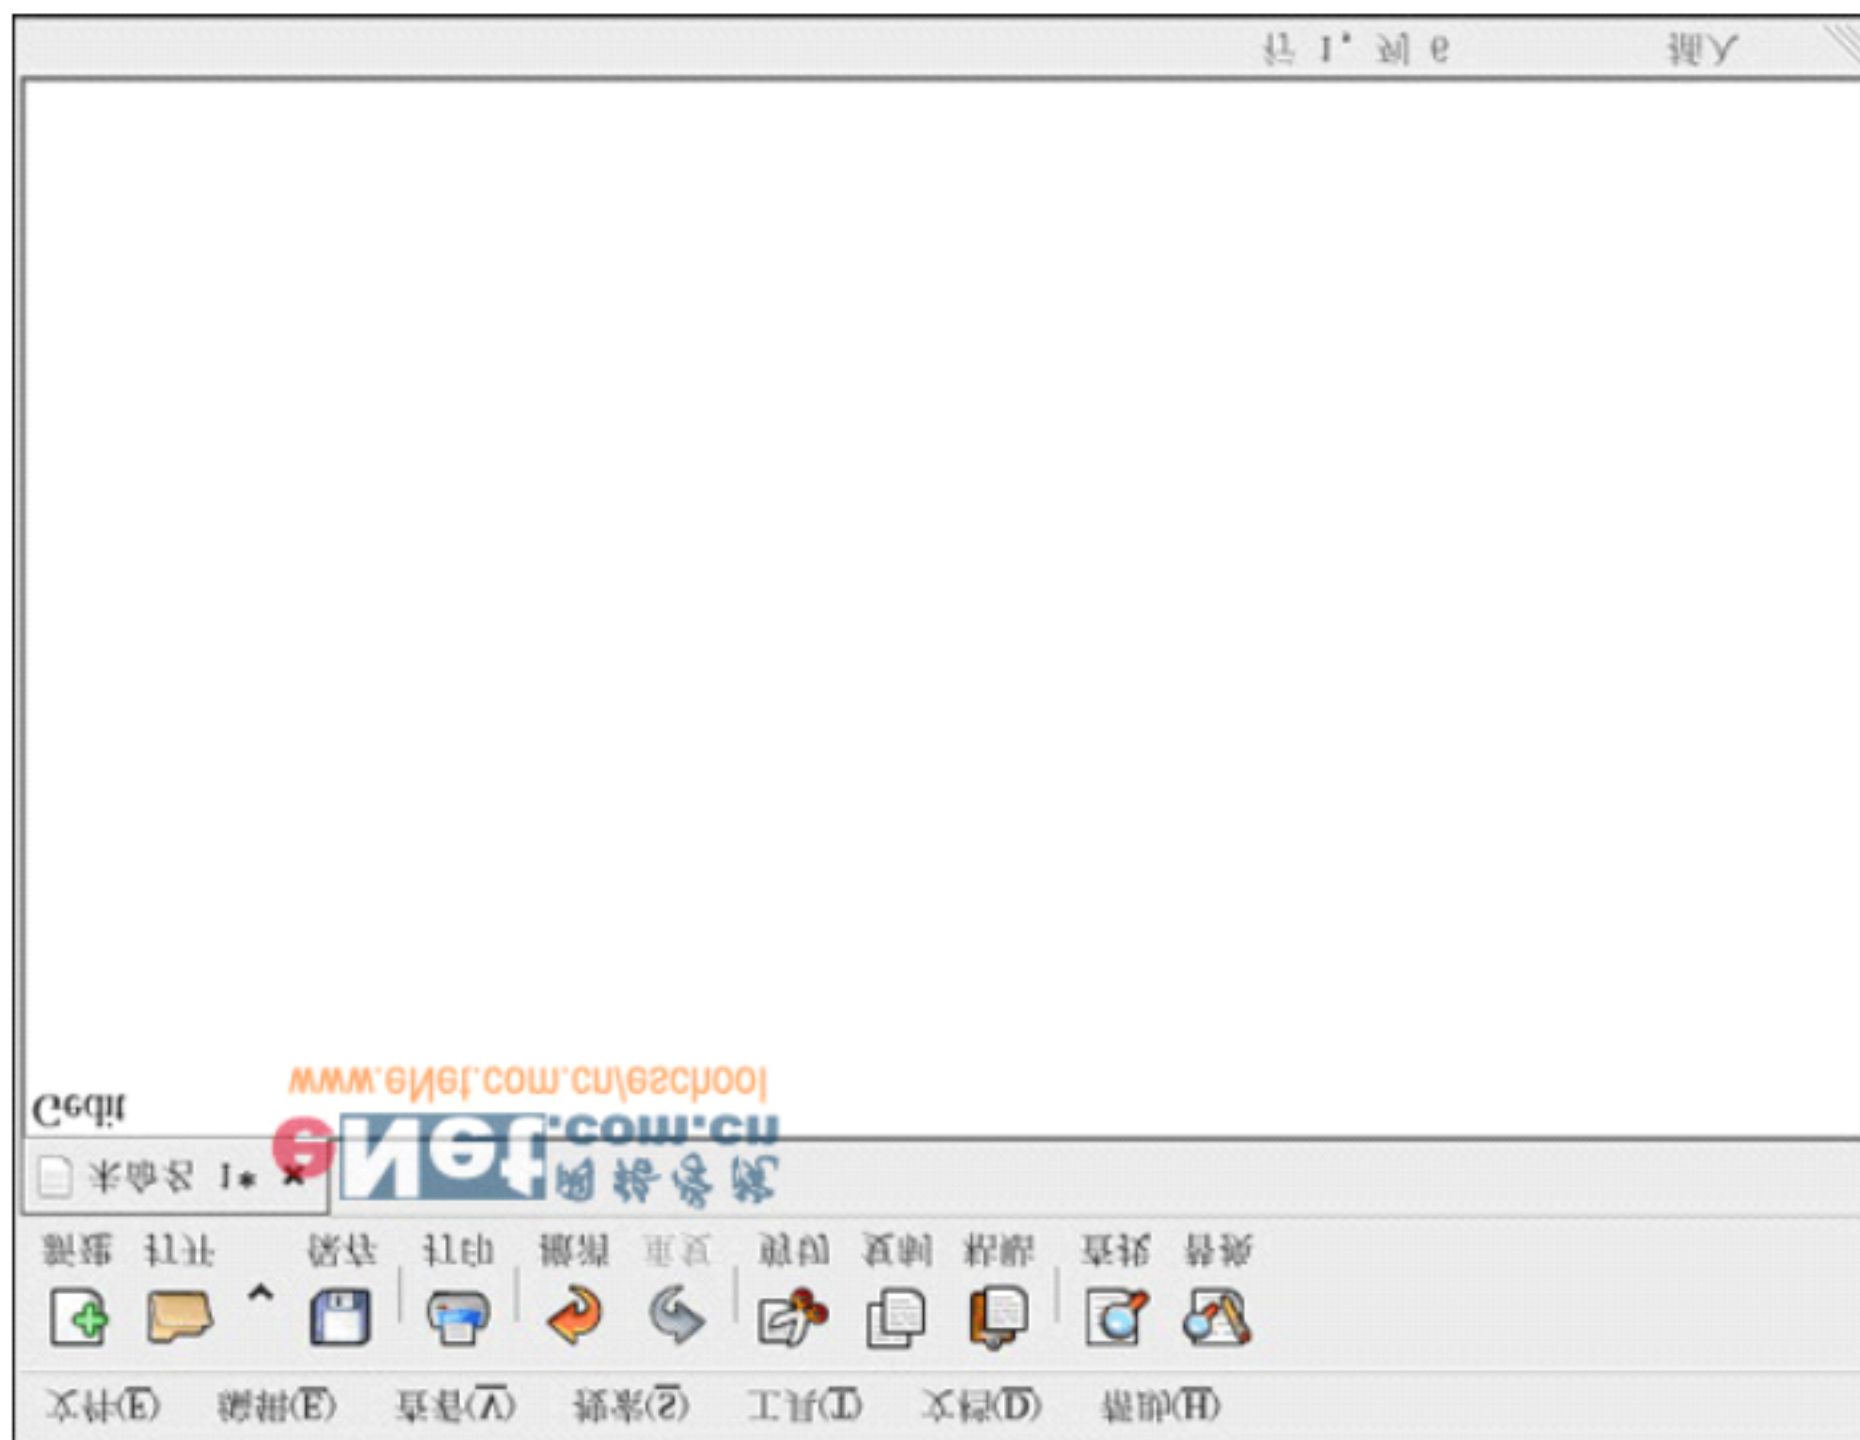 文件(F) 编辑(E) 查看(V) 搜索(S) 工具(T) 文档(D) 帮助(H)
新建 打开 保存 打印 撤消 重复 剪切 复制 粘贴 查找 替换
未命名 1*
eNet.com.cn
网络学院
www.eNet.com.cn/eschool
Gedit
行 1, 列 6 插入